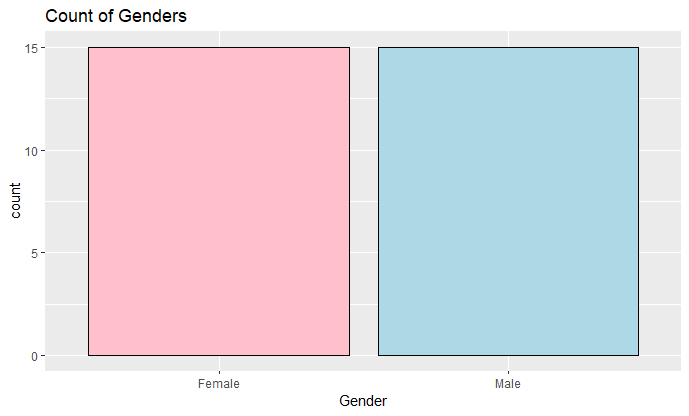 Count of Genders
15
10
5
0
count
Female Male
Gender